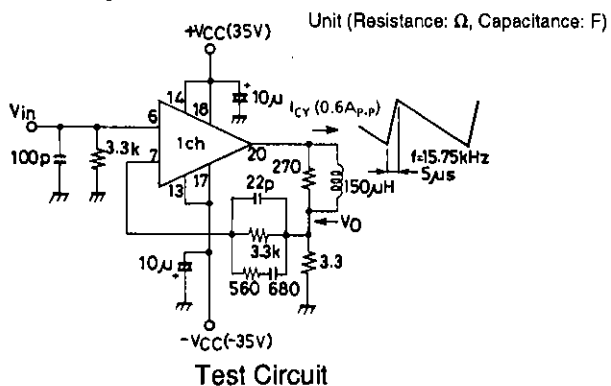 Unit (Resistance: Ω, Capacitance: F)
+VCC(35V)
14
18
10μ
+
Vin
6
1ch
20
iCY (0.6AP.P)
f=15.75kHz
5μs
100p
3.3k
7
13
17
22p
270
150μH
VO
3.3k
3.3
10μ
+
560
680
-VCC(-35V)
Test Circuit